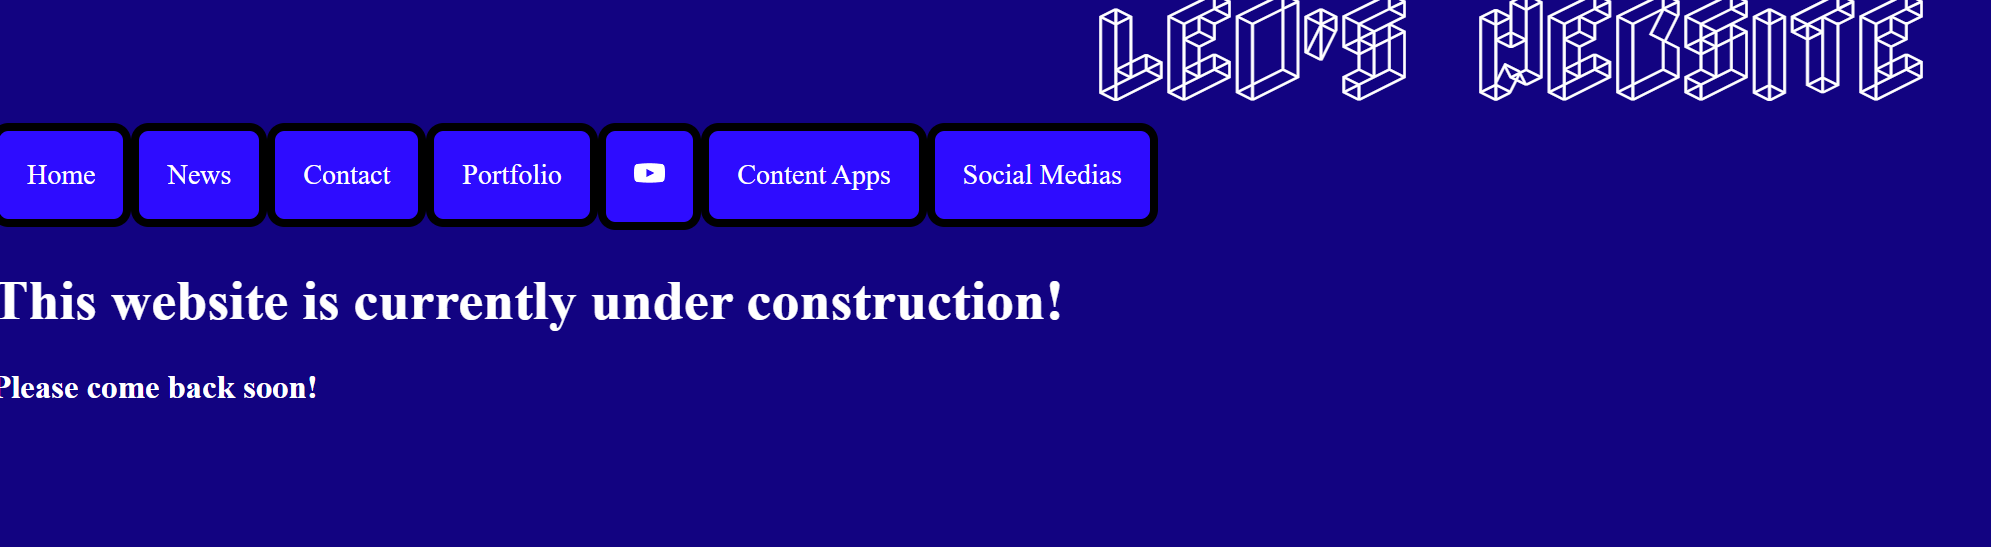 LEO'S WEBSITE
Home News Contact Portfolio Content Apps Social Medias
This website is currently under construction!
Please come back soon!